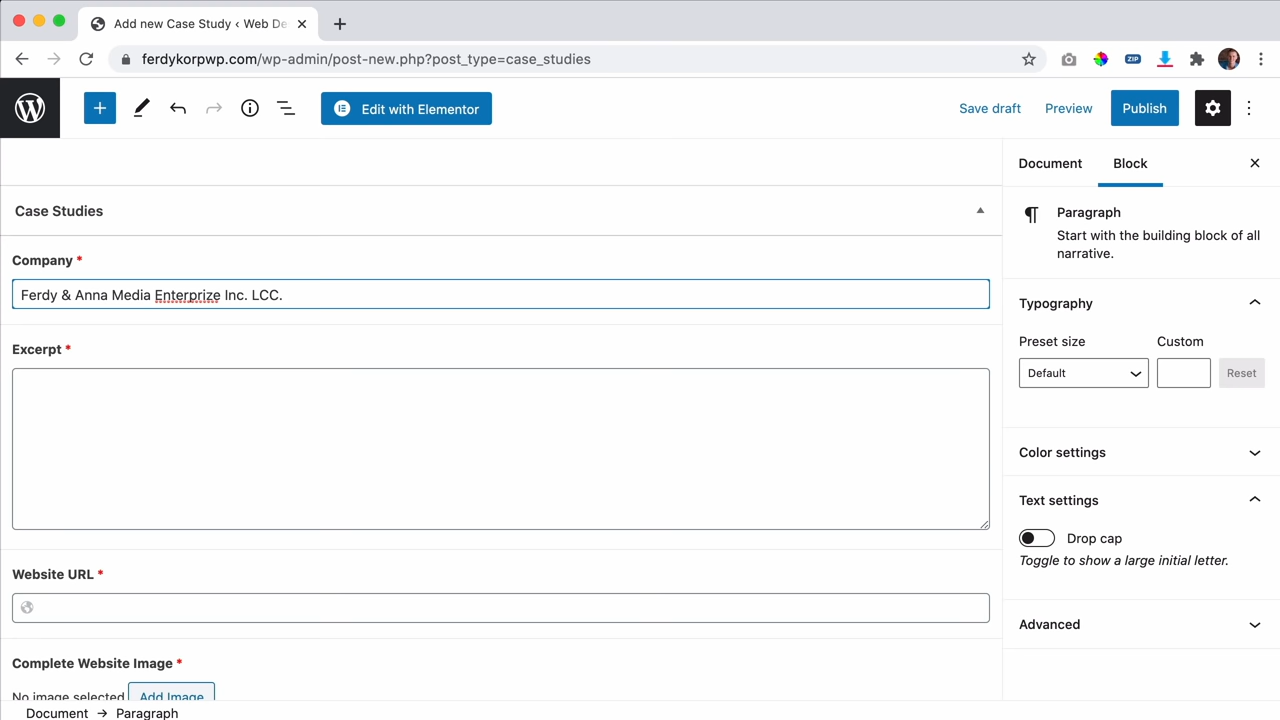 Add new Case Study ‹ Web De
ferdykorpwp.com/wp-admin/post-new.php?post_type=case_studies
ZIP
Edit with Elementor
Save draft
Preview
Publish
Document
Block
Case Studies
Paragraph
Start with the building block of all
narrative.
Company *
Ferdy & Anna Media Enterprize Inc. LCC.
Typography
Excerpt *
Preset size
Custom
Default
Reset
Color settings
Text settings
Drop cap
Toggle to show a large initial letter.
Website URL *
Advanced
Complete Website Image *
No image selected
Add Image
Document → Paragraph